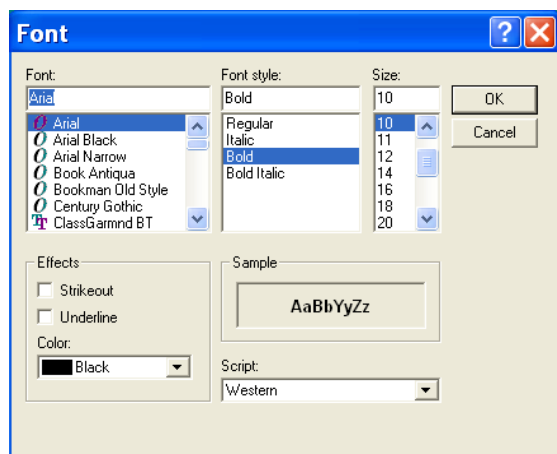 Font
Font:
Font style:
Size:
Arial
Bold
10
OK
Cancel
Arial
Arial Black
Arial Narrow
Book Antiqua
Bookman Old Style
Century Gothic
ClassGarmnd BT
Regular
Italic
Bold
Bold Italic
10
11
12
14
16
18
20
Effects
Strikeout
Underline
Color:
Black
Sample
AaBbYyZz
Script:
Western